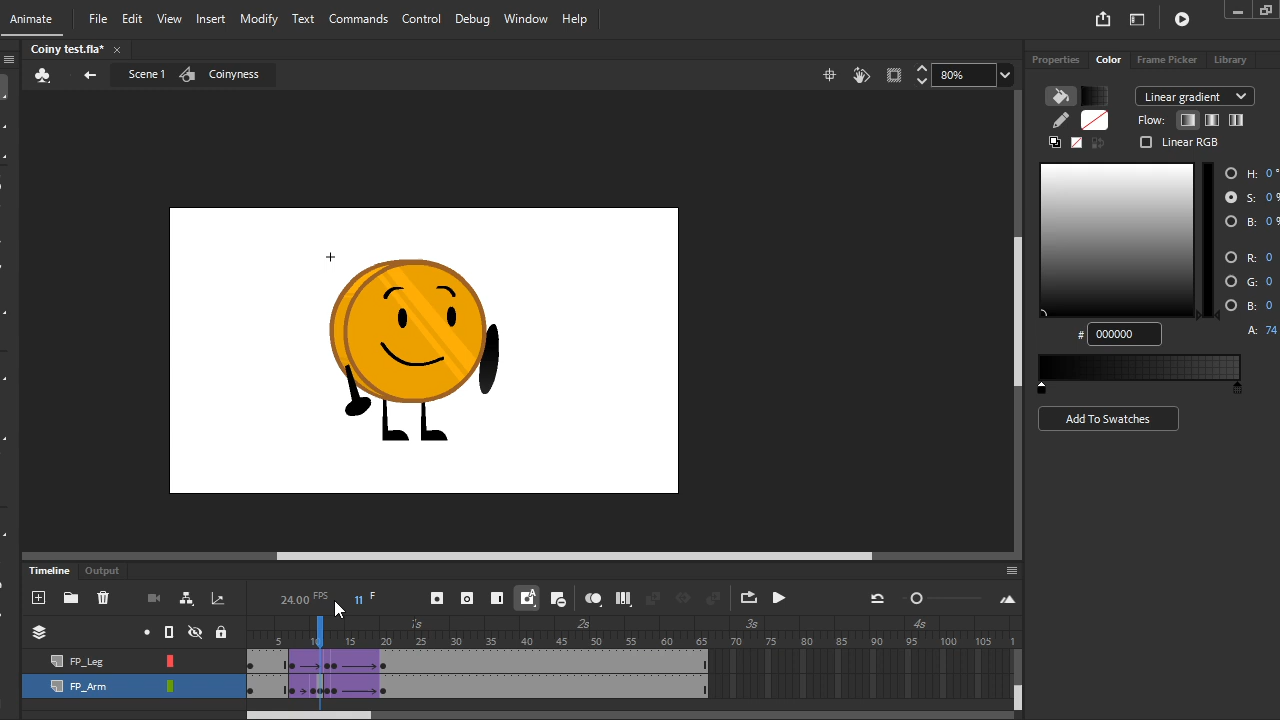 Animate File Edit View Insert Modify Text Commands Control Debug Window Help
Coiny test.fla* ×
Scene 1 Coinyness 80%
Properties Color Frame Picker Library
Linear gradient
Flow:
Linear RGB
H: 0 °
S: 0 %
B: 0 %
R: 0
G: 0
B: 0
A: 74
# 000000
Add To Swatches
Timeline Output
24.00 FPS 11 F
1s 2s 3s 4s
5 10 15 20 25 30 35 40 45 50 55 60 65 70 75 80 85 90 95 100 105 1
FP_Leg
FP_Arm